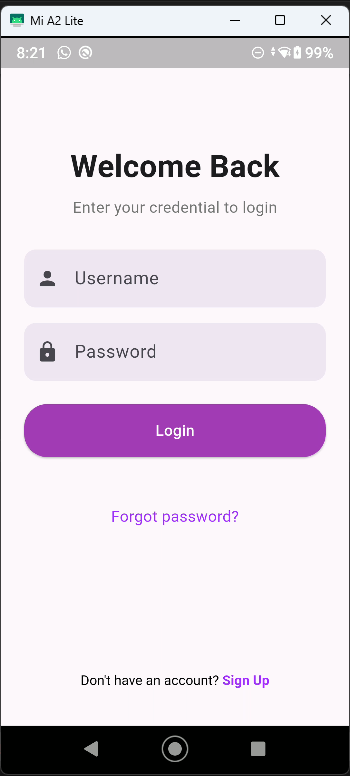 Mi A2 Lite
8:21 99%
Welcome Back
Enter your credential to login
Username
Password
Login
Forgot password?
Don't have an account? Sign Up